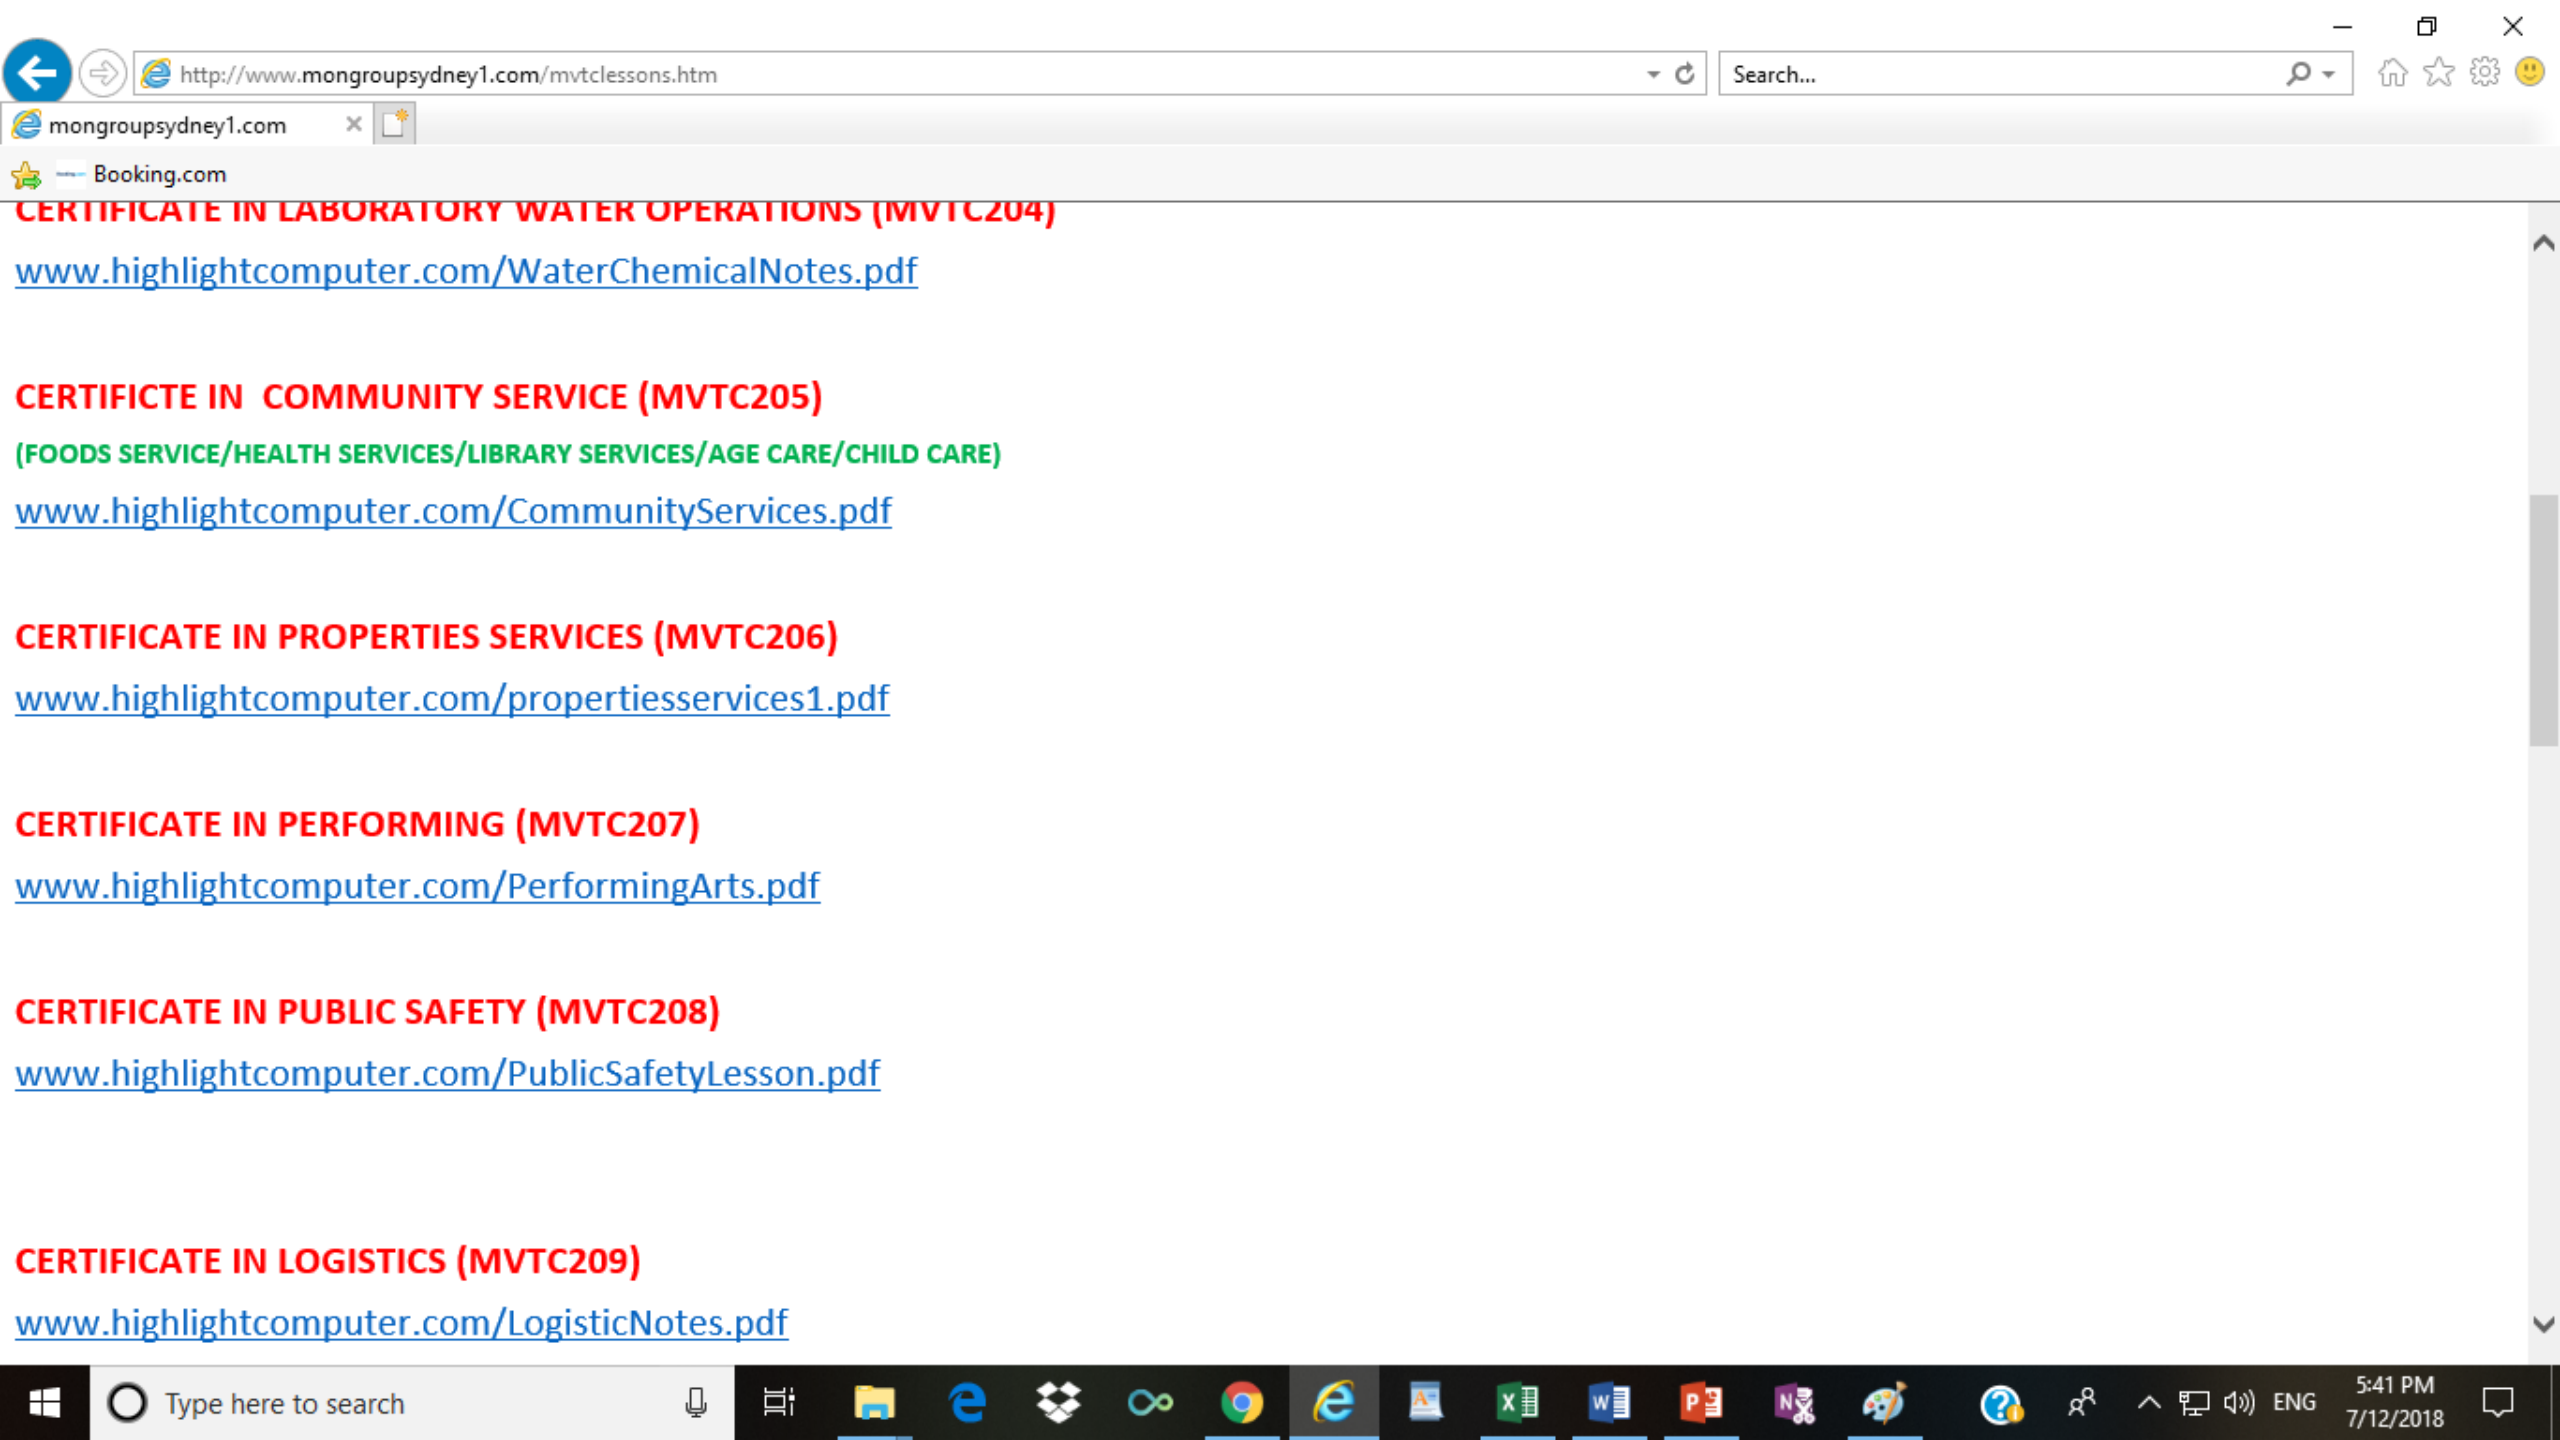 http://www.mongroupsydney1.com/mvtclessons.htm
Search...
mongroupsydney1.com
Booking.com
CERTIFICATE IN LABORATORY WATER OPERATIONS (MVTC204)
www.highlightcomputer.com/WaterChemicalNotes.pdf
CERTIFICTE IN  COMMUNITY SERVICE (MVTC205)
(FOODS SERVICE/HEALTH SERVICES/LIBRARY SERVICES/AGE CARE/CHILD CARE)
www.highlightcomputer.com/CommunityServices.pdf
CERTIFICATE IN PROPERTIES SERVICES (MVTC206)
www.highlightcomputer.com/propertiesservices1.pdf
CERTIFICATE IN PERFORMING (MVTC207)
www.highlightcomputer.com/PerformingArts.pdf
CERTIFICATE IN PUBLIC SAFETY (MVTC208)
www.highlightcomputer.com/PublicSafetyLesson.pdf
CERTIFICATE IN LOGISTICS (MVTC209)
www.highlightcomputer.com/LogisticNotes.pdf
Type here to search
ENG
5:41 PM
7/12/2018